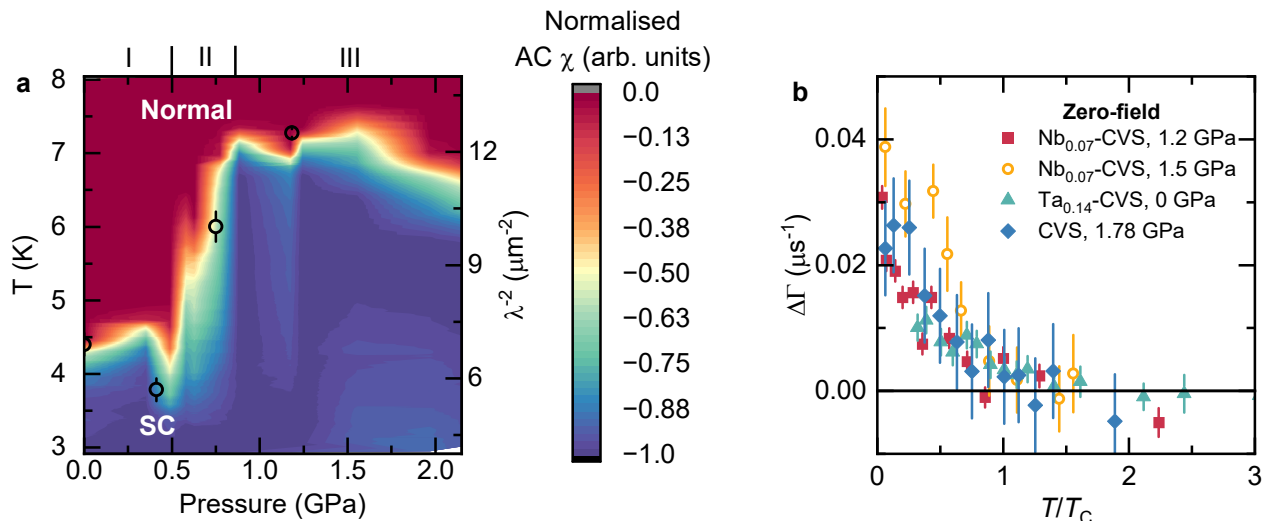 Normalised
AC χ (arb. units)
I II III
a
Normal
SC
8
7
6
5
4
3
T (K)
0.0 0.5 1.0 1.5 2.0
Pressure (GPa)
12
9
6
λ⁻² (μm⁻²)
0.0
−0.13
−0.25
−0.38
−0.50
−0.63
−0.75
−0.88
−1.0
b
Zero-field
Nb₀.₀₇-CVS, 1.2 GPa
Nb₀.₀₇-CVS, 1.5 GPa
Ta₀.₁₄-CVS, 0 GPa
CVS, 1.78 GPa
0.04
0.02
0.00
ΔΓ (μs⁻¹)
0 1 2 3
T/T_C